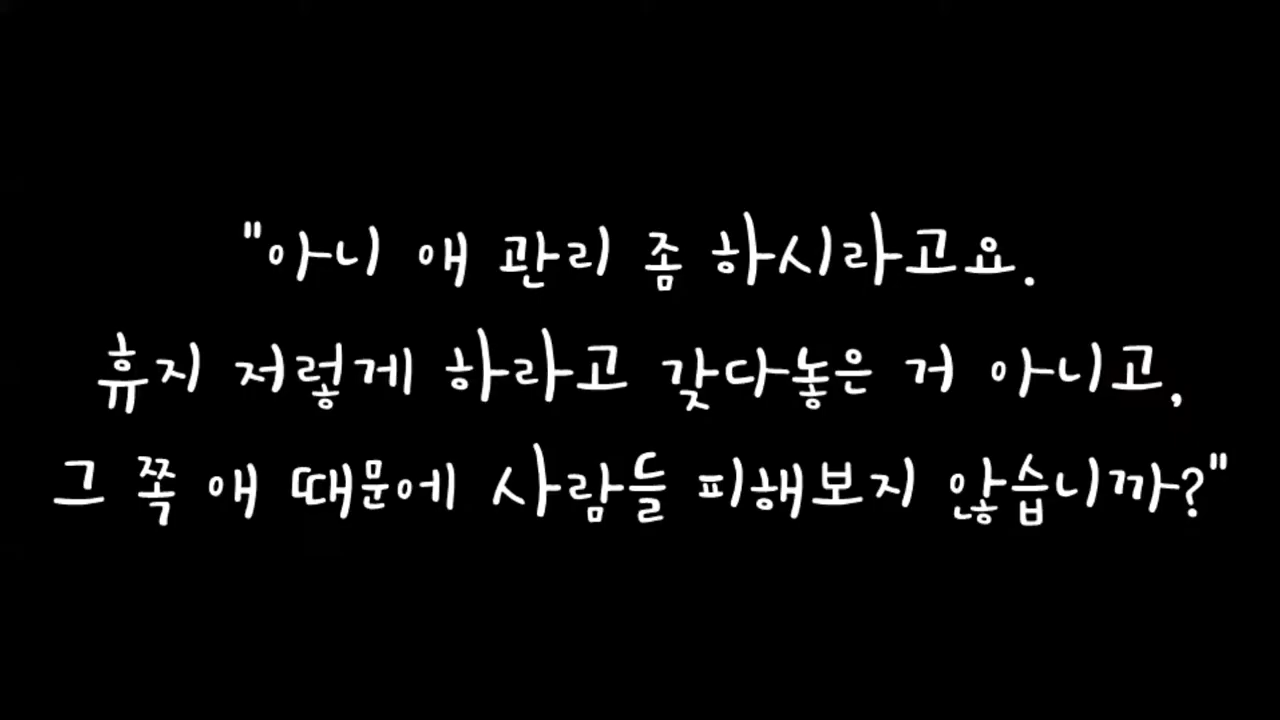 "아니 애 관리 좀 하시라고요.
휴지 저렇게 하라고 갖다놓은 거 아니고,
그 쪽 애 때문에 사람들 피해보지 않습니까?"